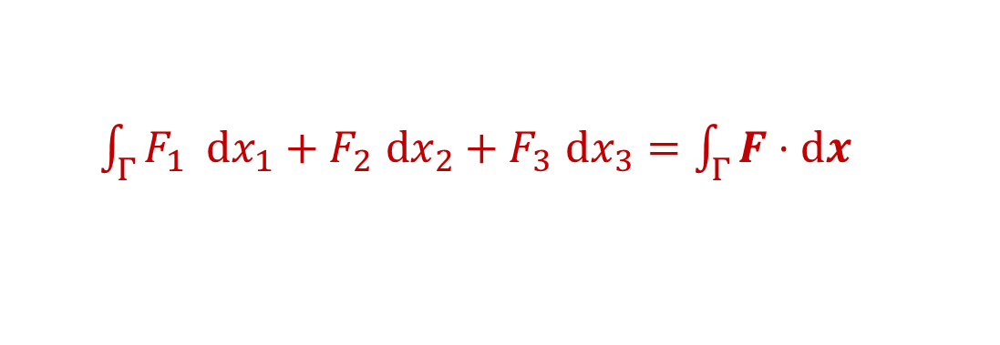 ∫_Γ F₁ dx₁ + F₂ dx₂ + F₃ dx₃ = ∫_Γ 𝑭 · d𝒙